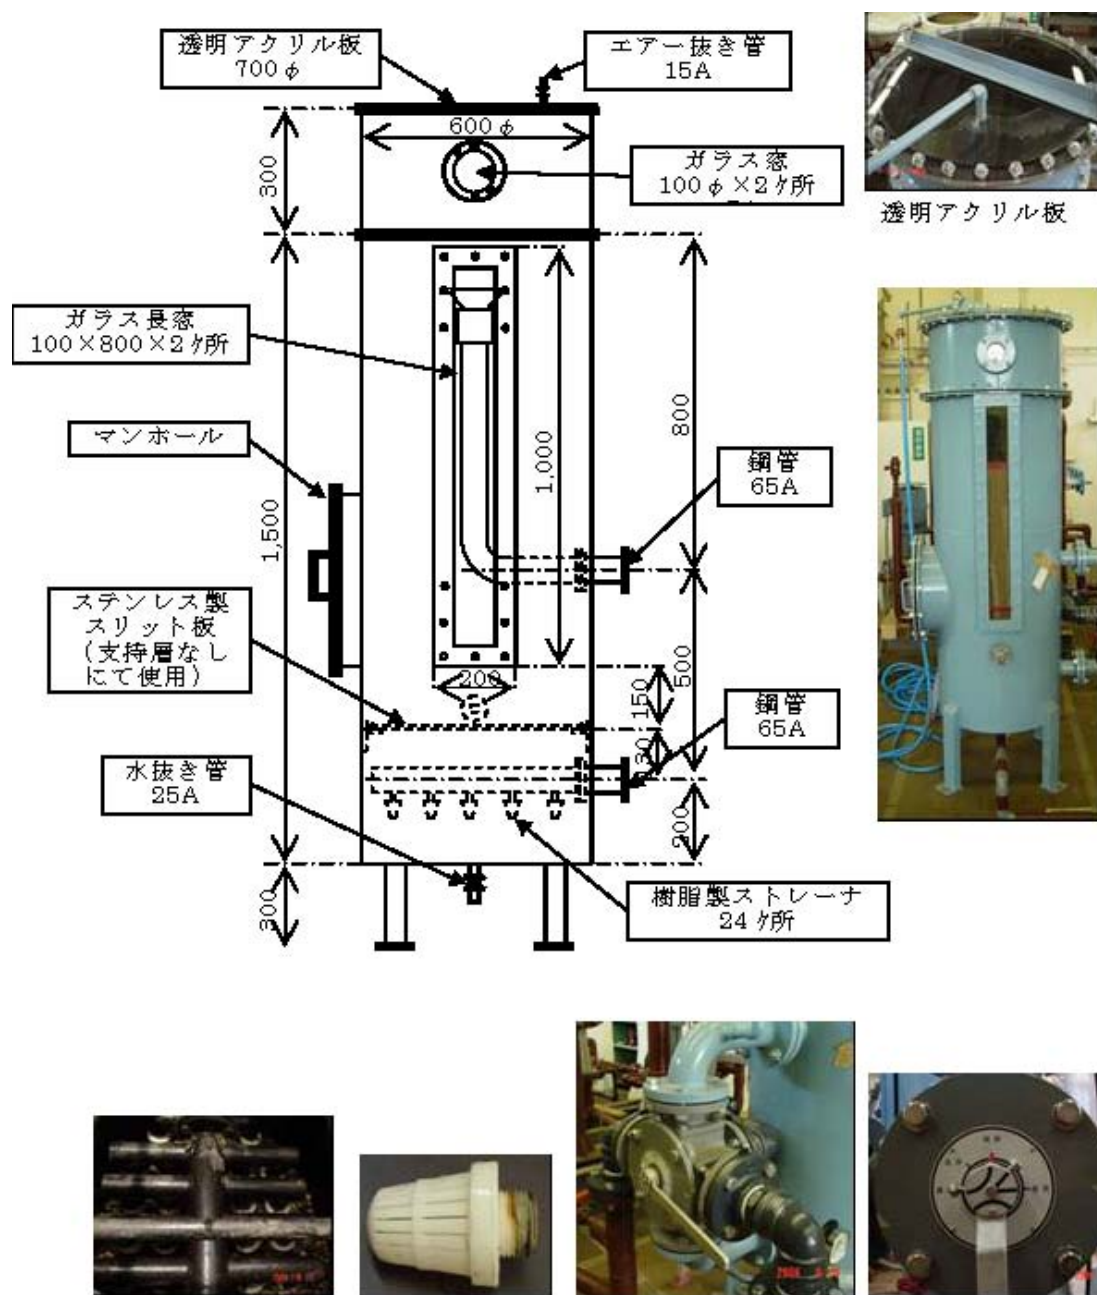 透明アクリル板
700φ
エアー抜き管
15A
600φ
ガラス窓
100φ×2ヶ所
透明アクリル板
300
ガラス長窓
100×800×2ヶ所
マンホール
1,500
1,000
800
鋼管
65A
ステンレス製
スリット板
(支持層なし
にて使用)
200
150
500
鋼管
65A
130
水抜き管
25A
200
300
樹脂製ストレーナ
24ヶ所